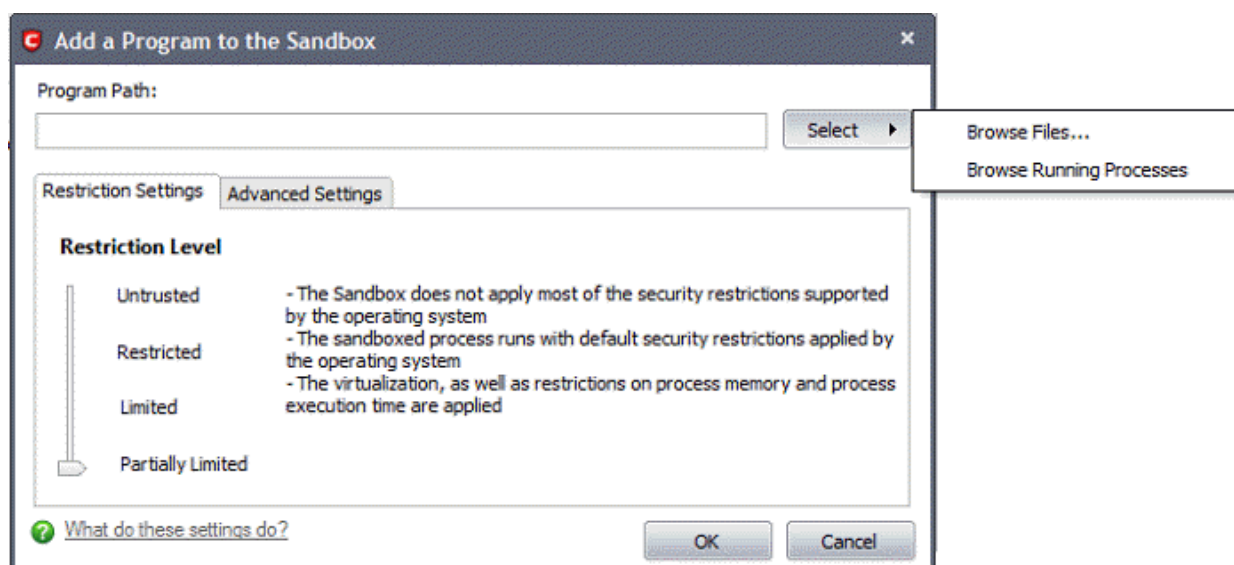 Add a Program to the Sandbox
Program Path:
Select
Browse Files...
Browse Running Processes
Restriction Settings
Advanced Settings
Restriction Level
Untrusted
Restricted
Limited
Partially Limited
- The Sandbox does not apply most of the security restrictions supported
by the operating system
- The sandboxed process runs with default security restrictions applied by
the operating system
- The virtualization, as well as restrictions on process memory and process
execution time are applied
What do these settings do?
OK
Cancel